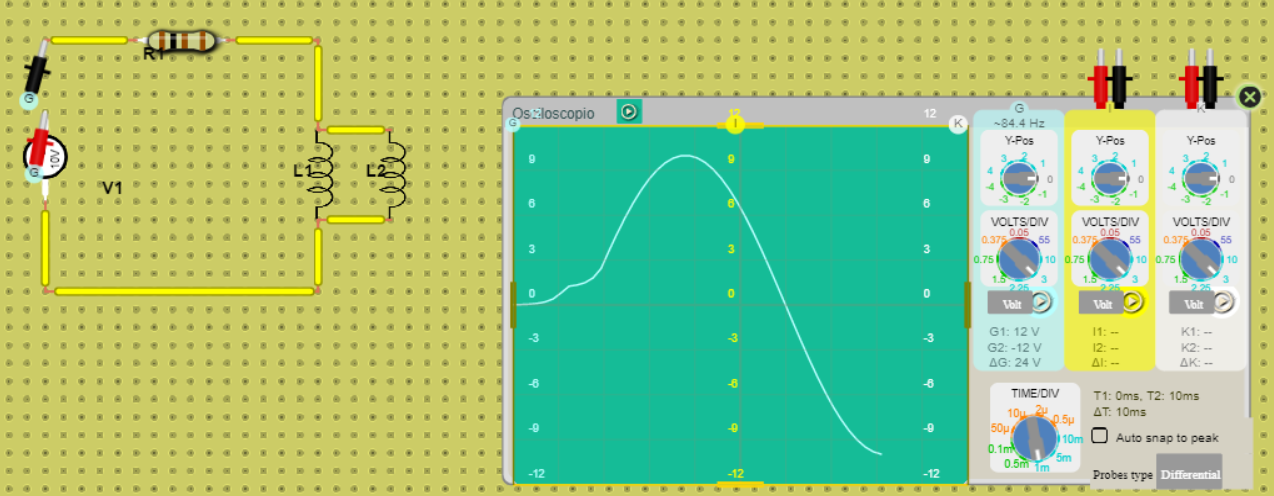 R1
G
10V
G
V1
L1
L2
Osziloscopio
G
I
K
12
12
9
9
9
6
6
6
3
3
3
0
0
0
-3
-3
-3
-6
-6
-6
-9
-9
-9
-12
-12
-12
G
~84.4 Hz
I
K
Y-Pos
Y-Pos
Y-Pos
4 3 2 1 0 -1 -2 -3 -4
4 3 2 1 0 -1 -2 -3 -4
4 3 2 1 0 -1 -2 -3 -4
VOLTS/DIV
VOLTS/DIV
VOLTS/DIV
0.375 0.05 55 10 3 2.25 1.5 0.75
0.375 0.05 55 10 3 2.25 1.5 0.75
0.375 0.05 55 10 3 2.25 1.5 0.75
Volt
Volt
Volt
G1: 12 V
G2: -12 V
ΔG: 24 V
I1: --
I2: --
ΔI: --
K1: --
K2: --
ΔK: --
TIME/DIV
10µ 2µ 0.5µ 10m 5m 1m 0.5m 0.1m 50µ
T1: 0ms, T2: 10ms
ΔT: 10ms
Auto snap to peak
Probes type Differential